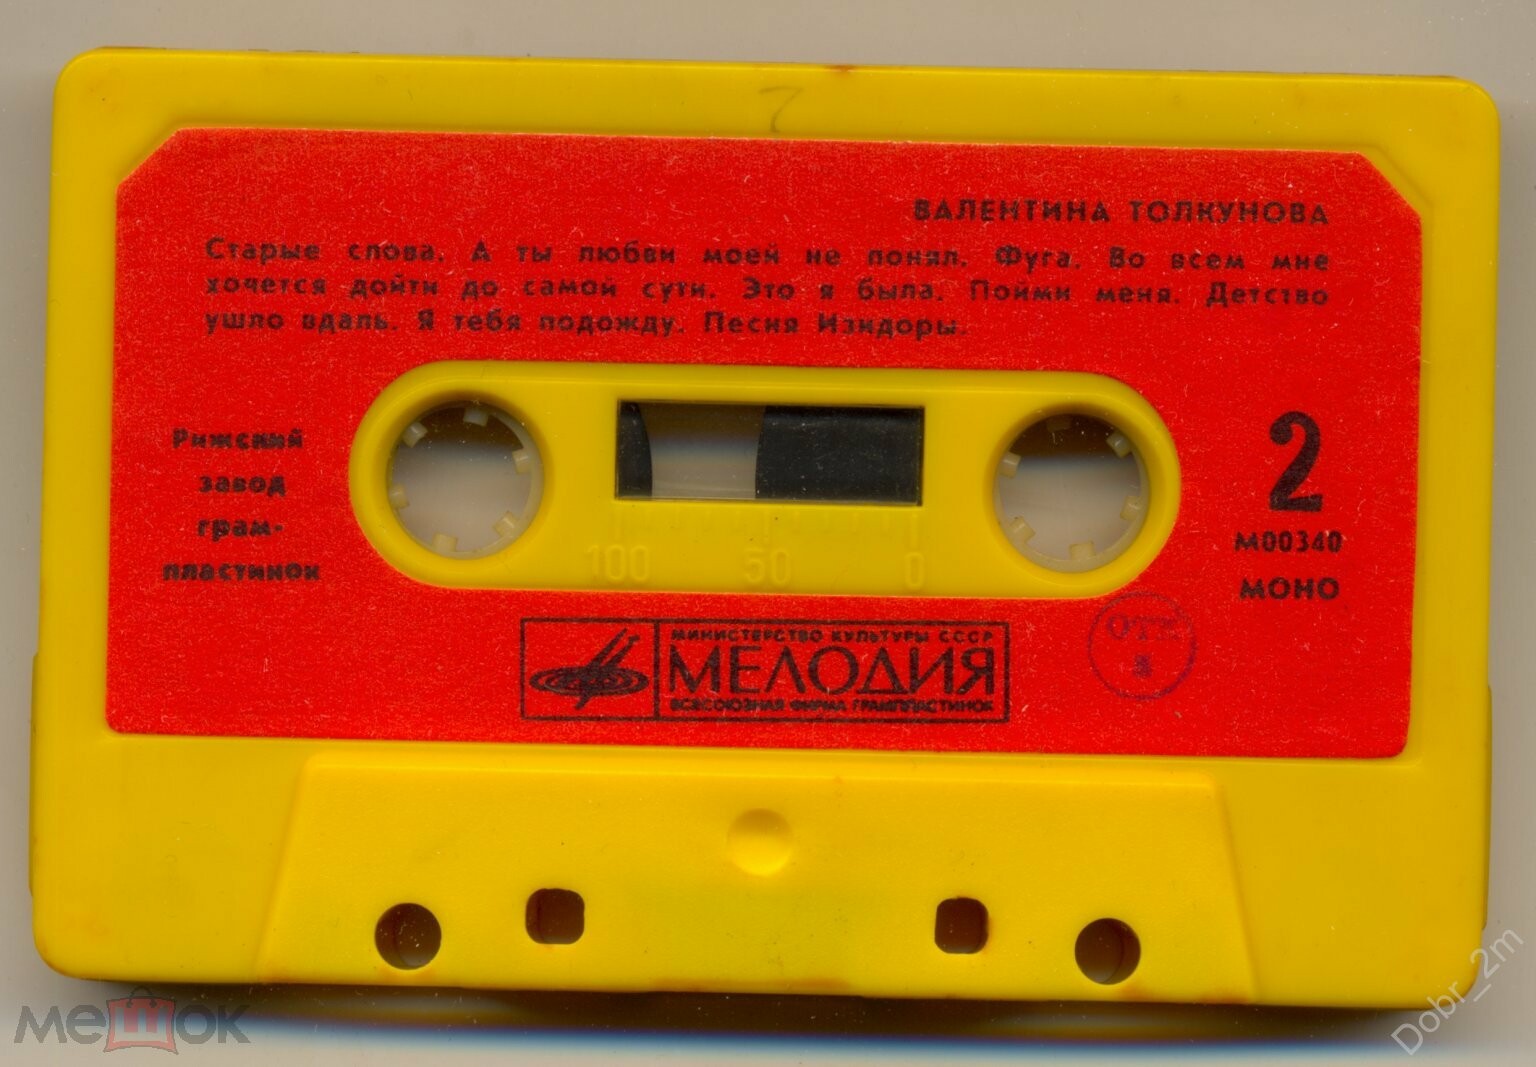 ВАЛЕНТИНА ТОЛКУНОВА
Старые слова. А ты любви моей не понял. Фуга. Во всем мне
хочется дойти до самой сути. Это я была. Пойми меня. Детство
ушло вдаль. Я тебя подожду. Песня Изидоры.
Рижский
завод
грам-
пластинок
2
М00340
МОНО
100 50 0
МИНИСТЕРСТВО КУЛЬТУРЫ СССР
МЕЛОДИЯ
ВСЕСОЮЗНАЯ ФИРМА ГРАМПЛАСТИНОК
ОТК
мешок
Dobr_2m